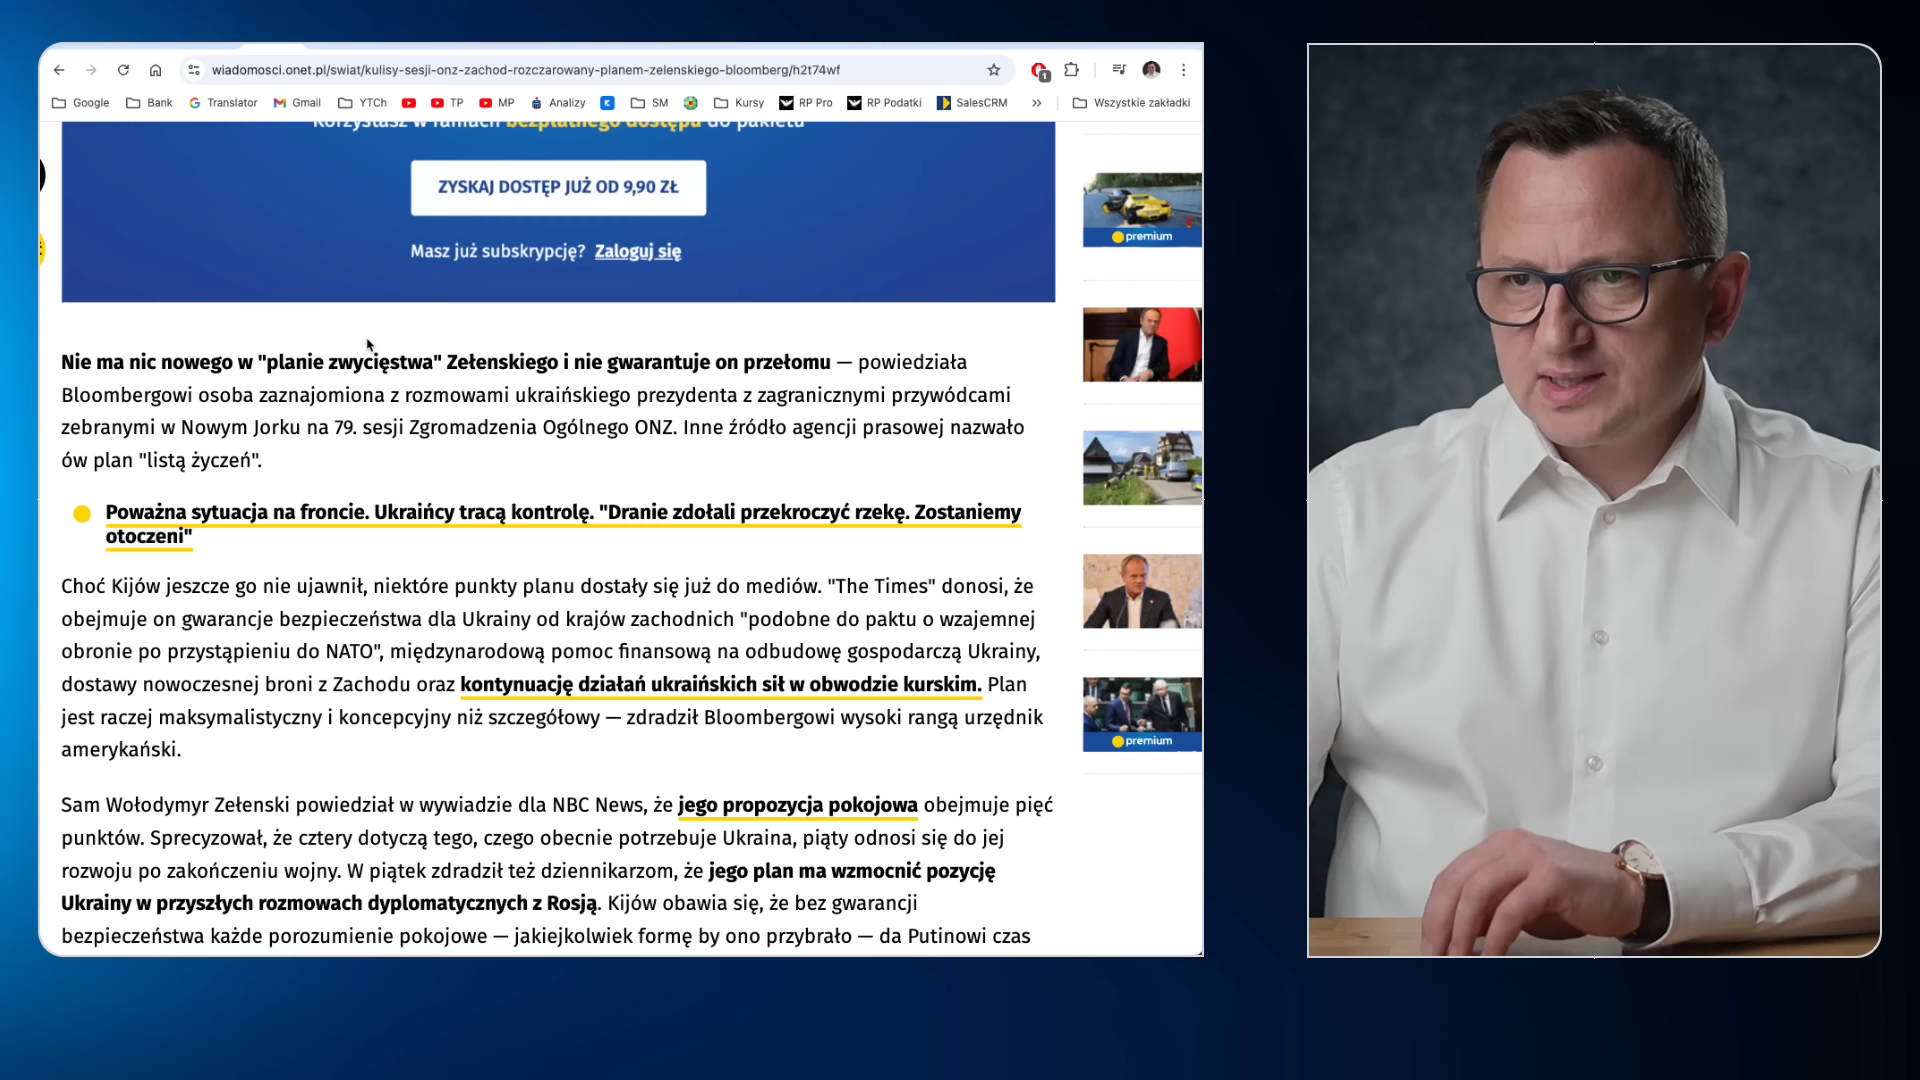 wiadomosci.onet.pl/swiat/kulisy-sesji-onz-zachod-rozczarowany-planem-zelenskiego-bloomberg/h2t74wf
1
Google Bank Translator Gmail YTCh TP MP Analizy SM Kursy RP Pro RP Podatki SalesCRM » Wszystkie zakładki
Korzystasz w ramach bezpłatnego dostępu do pakietu
ZYSKAJ DOSTĘP JUŻ OD 9,90 ZŁ
Masz już subskrypcję? Zaloguj się
premium
premium
Nie ma nic nowego w "planie zwycięstwa" Zełenskiego i nie gwarantuje on przełomu — powiedziała
Bloombergowi osoba zaznajomiona z rozmowami ukraińskiego prezydenta z zagranicznymi przywódcami
zebranymi w Nowym Jorku na 79. sesji Zgromadzenia Ogólnego ONZ. Inne źródło agencji prasowej nazwało
ów plan "listą życzeń".
Poważna sytuacja na froncie. Ukraińcy tracą kontrolę. "Dranie zdołali przekroczyć rzekę. Zostaniemy
otoczeni"
Choć Kijów jeszcze go nie ujawnił, niektóre punkty planu dostały się już do mediów. "The Times" donosi, że
obejmuje on gwarancje bezpieczeństwa dla Ukrainy od krajów zachodnich "podobne do paktu o wzajemnej
obronie po przystąpieniu do NATO", międzynarodową pomoc finansową na odbudowę gospodarczą Ukrainy,
dostawy nowoczesnej broni z Zachodu oraz kontynuację działań ukraińskich sił w obwodzie kurskim. Plan
jest raczej maksymalistyczny i koncepcyjny niż szczegółowy — zdradził Bloombergowi wysoki rangą urzędnik
amerykański.
Sam Wołodymyr Zełenski powiedział w wywiadzie dla NBC News, że jego propozycja pokojowa obejmuje pięć
punktów. Sprecyzował, że cztery dotyczą tego, czego obecnie potrzebuje Ukraina, piąty odnosi się do jej
rozwoju po zakończeniu wojny. W piątek zdradził też dziennikarzom, że jego plan ma wzmocnić pozycję
Ukrainy w przyszłych rozmowach dyplomatycznych z Rosją. Kijów obawia się, że bez gwarancji
bezpieczeństwa każde porozumienie pokojowe — jakiejkolwiek formę by ono przybrało — da Putinowi czas